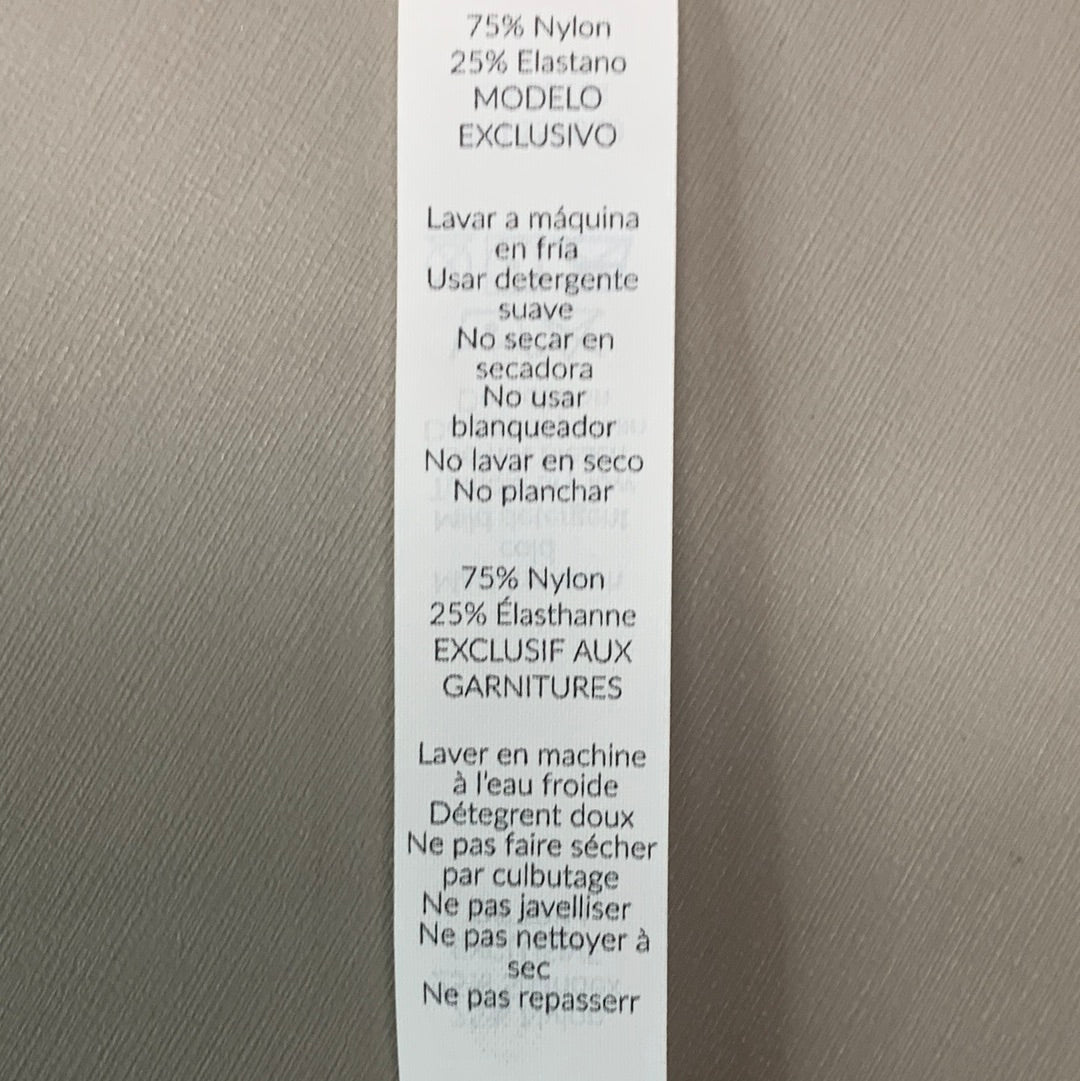 75% Nylon
25% Elastano
MODELO
EXCLUSIVO
Lavar a máquina
en fría
Usar detergente
suave
No secar en
secadora
No usar
blanqueador
No lavar en seco
No planchar
75% Nylon
25% Élasthanne
EXCLUSIF AUX
GARNITURES
Laver en machine
à l'eau froide
Détegrent doux
Ne pas faire sécher
par culbutage
Ne pas javelliser
Ne pas nettoyer à
sec
Ne pas repasserr